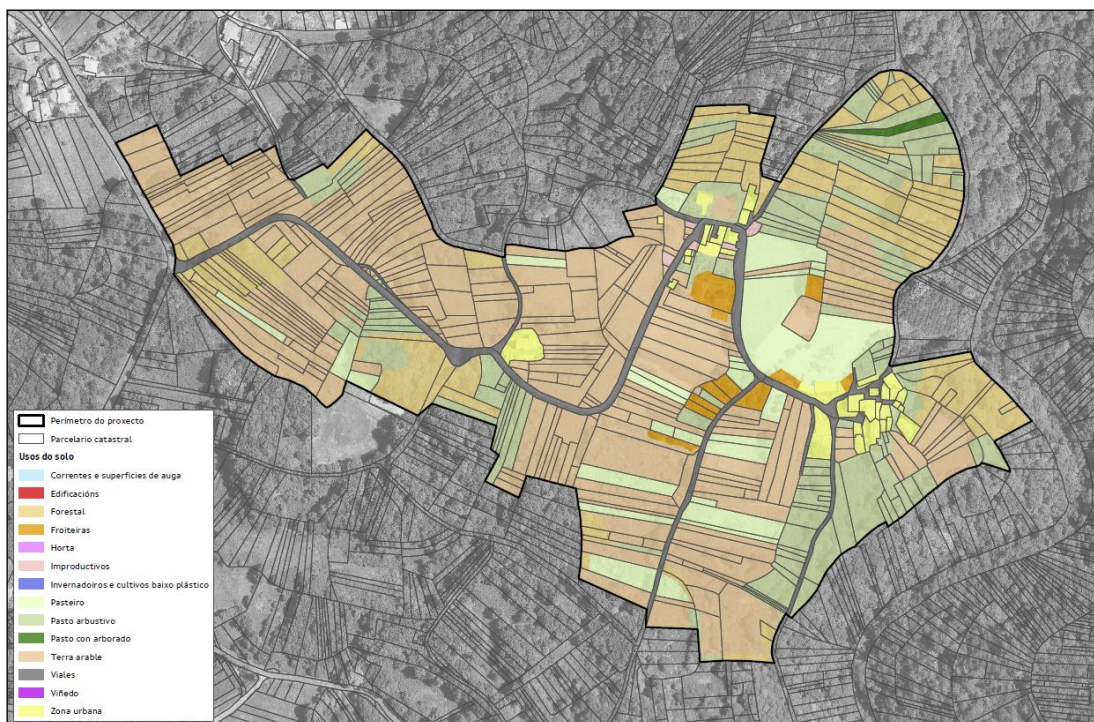 Perímetro do proxecto
Parcelario catastral
Usos do solo
Correntes e superficies de auga
Edificacións
Forestal
Froiteiras
Horta
Improductivos
Invernadoiros e cultivos baixo plástico
Pasteiro
Pasto arbustivo
Pasto con arborado
Terra arable
Viales
Viñedo
Zona urbana